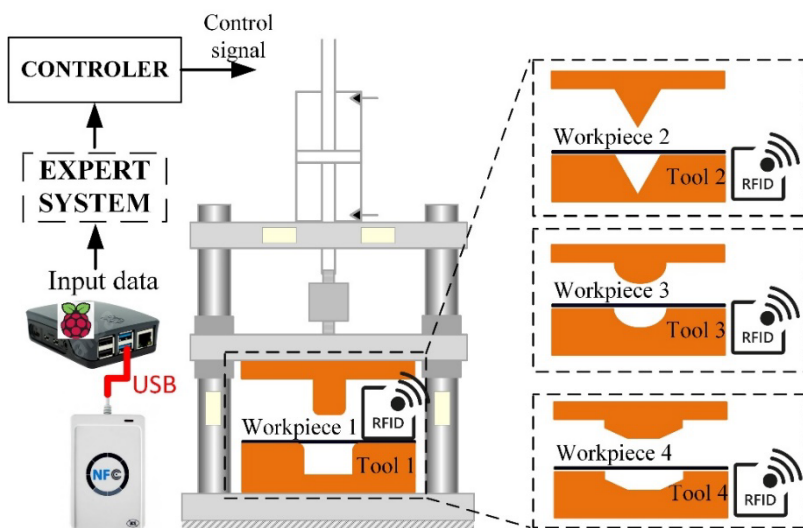 Control
signal
CONTROLER
EXPERT
SYSTEM
Input data
USB
NFC
Workpiece 1
RFID
Tool 1
Workpiece 2
Tool 2
RFID
Workpiece 3
Tool 3
RFID
Workpiece 4
Tool 4
RFID